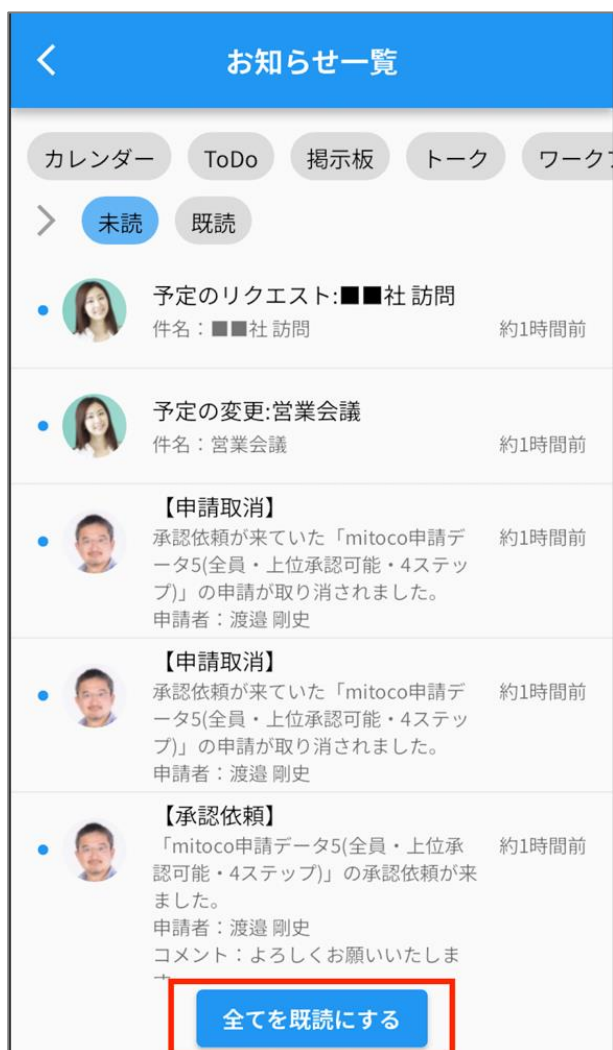 お知らせ一覧
カレンダー ToDo 掲示板 トーク ワーク
未読 既読
予定のリクエスト:■■社 訪問
件名：■■社 訪問 約1時間前
予定の変更:営業会議
件名：営業会議 約1時間前
【申請取消】
承認依頼が来ていた「mitoco申請デ 約1時間前
ータ5(全員・上位承認可能・4ステッ
プ)」の申請が取り消されました。
申請者：渡邉 剛史
【申請取消】
承認依頼が来ていた「mitoco申請デ 約1時間前
ータ5(全員・上位承認可能・4ステッ
プ)」の申請が取り消されました。
申請者：渡邉 剛史
【承認依頼】
「mitoco申請データ5(全員・上位承 約1時間前
認可能・4ステップ)」の承認依頼が来
ました。
申請者：渡邉 剛史
コメント：よろしくお願いいたしま
全てを既読にする